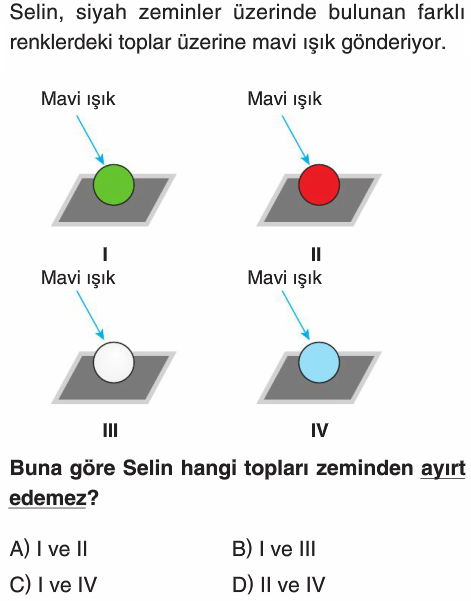 Selin, siyah zeminler üzerinde bulunan farklı
renklerdeki toplar üzerine mavi ışık gönderiyor.
Mavi ışık
Mavi ışık
I
II
Mavi ışık
Mavi ışık
III
IV
Buna göre Selin hangi topları zeminden ayırt
edemez?
A) I ve II
B) I ve III
C) I ve IV
D) II ve IV